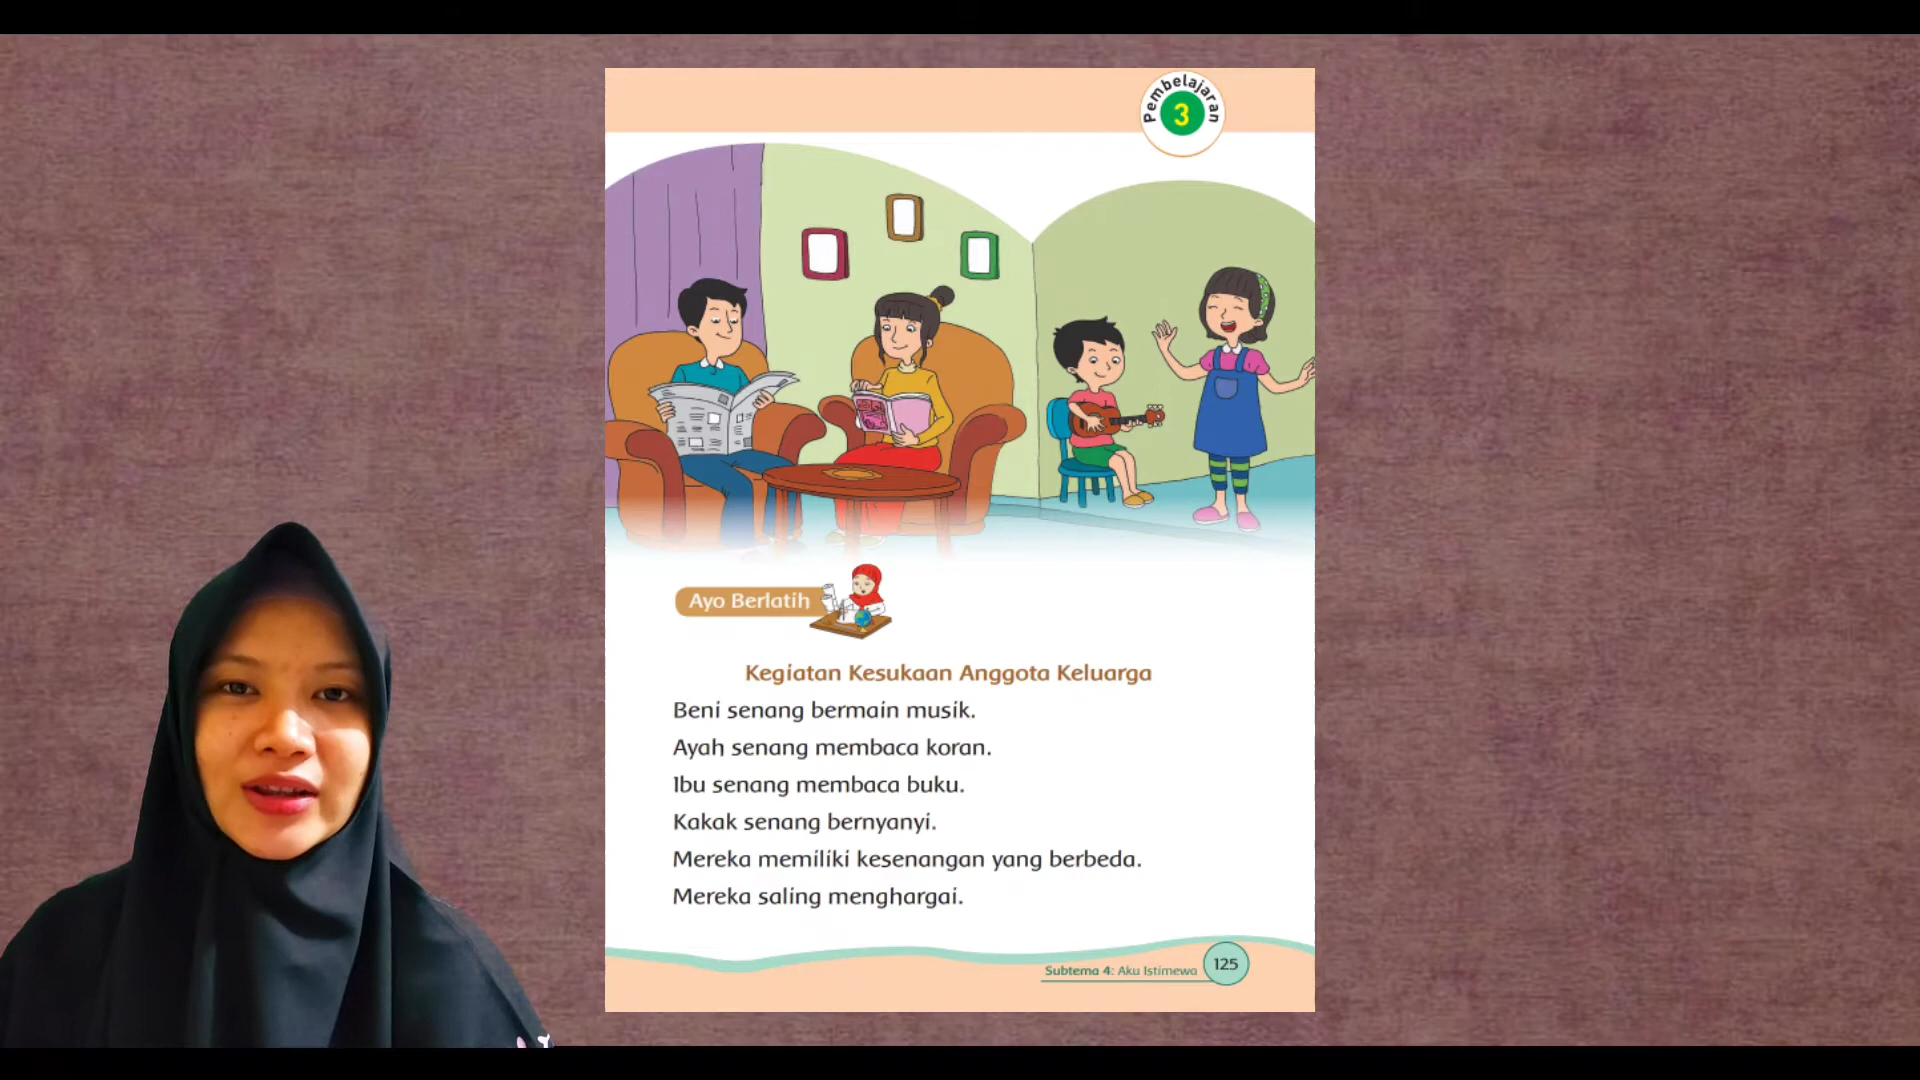 Pembelajaran
3
Ayo Berlatih
Kegiatan Kesukaan Anggota Keluarga
Beni senang bermain musik.
Ayah senang membaca koran.
Ibu senang membaca buku.
Kakak senang bernyanyi.
Mereka memiliki kesenangan yang berbeda.
Mereka saling menghargai.
Subtema 4: Aku Istimewa 125